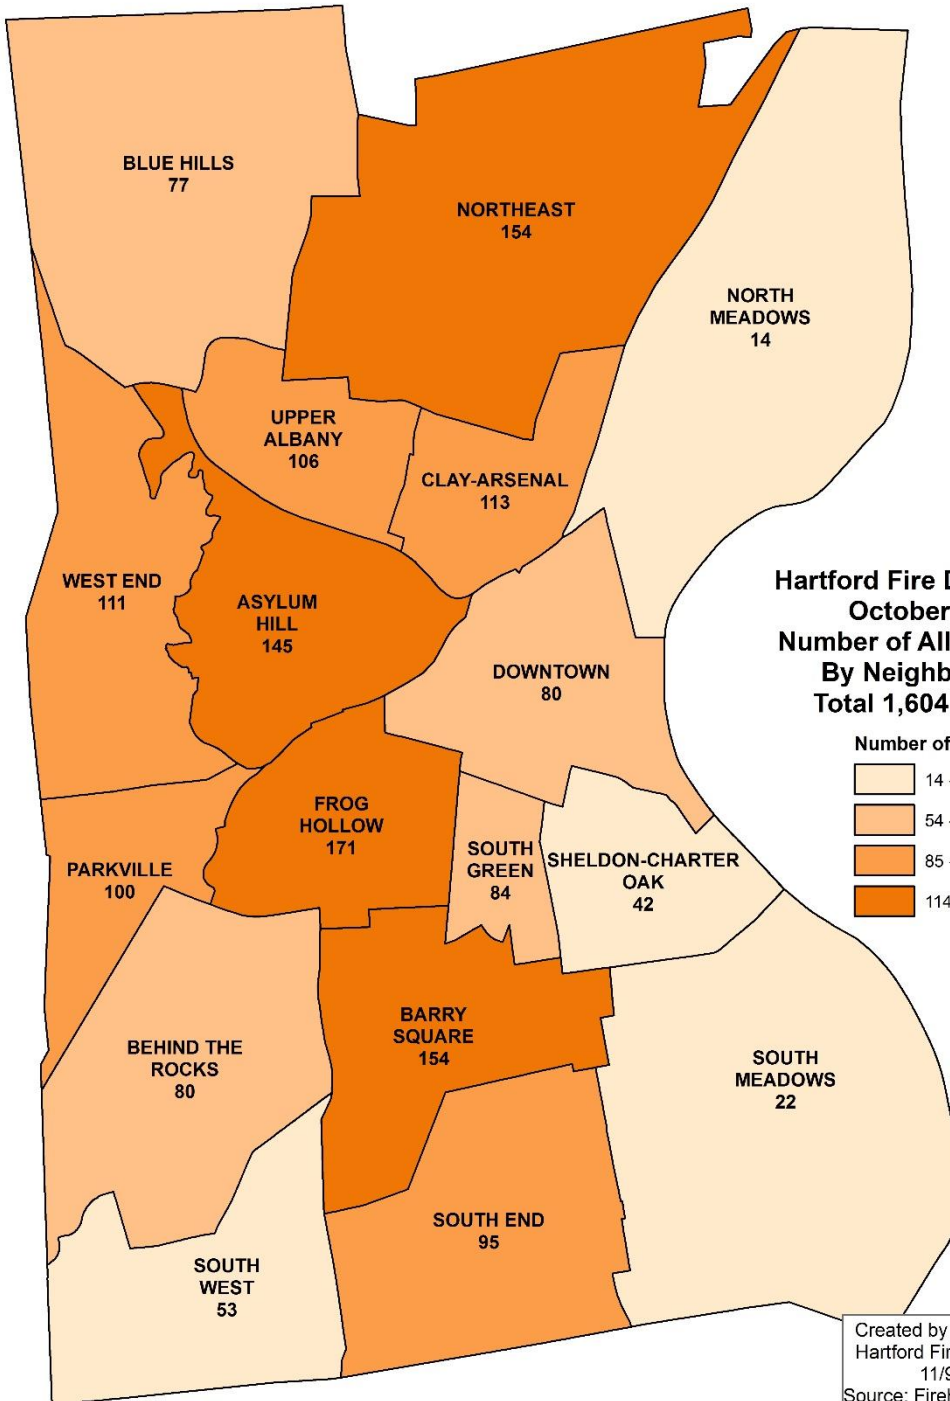 BLUE HILLS
77
NORTHEAST
154
NORTH
MEADOWS
14
UPPER
ALBANY
106
CLAY-ARSENAL
113
WEST END
111
ASYLUM
HILL
145
DOWNTOWN
80
Hartford Fire
October
Number of All
By
Total 1,604
Number of
14
54
85
114
FROG
HOLLOW
171
PARKVILLE
100
SOUTH
GREEN
84
SHELDON-CHARTER
OAK
42
BARRY
SQUARE
154
BEHIND THE
ROCKS
80
SOUTH
MEADOWS
22
SOUTH END
95
SOUTH
WEST
53
Created by
Hartford
11/9
Source: